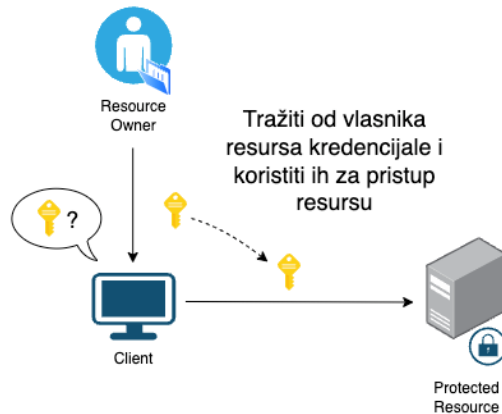 Resource
Owner
Tražiti od vlasnika
resursa kredencijale i
koristiti ih za pristup
resursu
?
Client
Protected
Resource